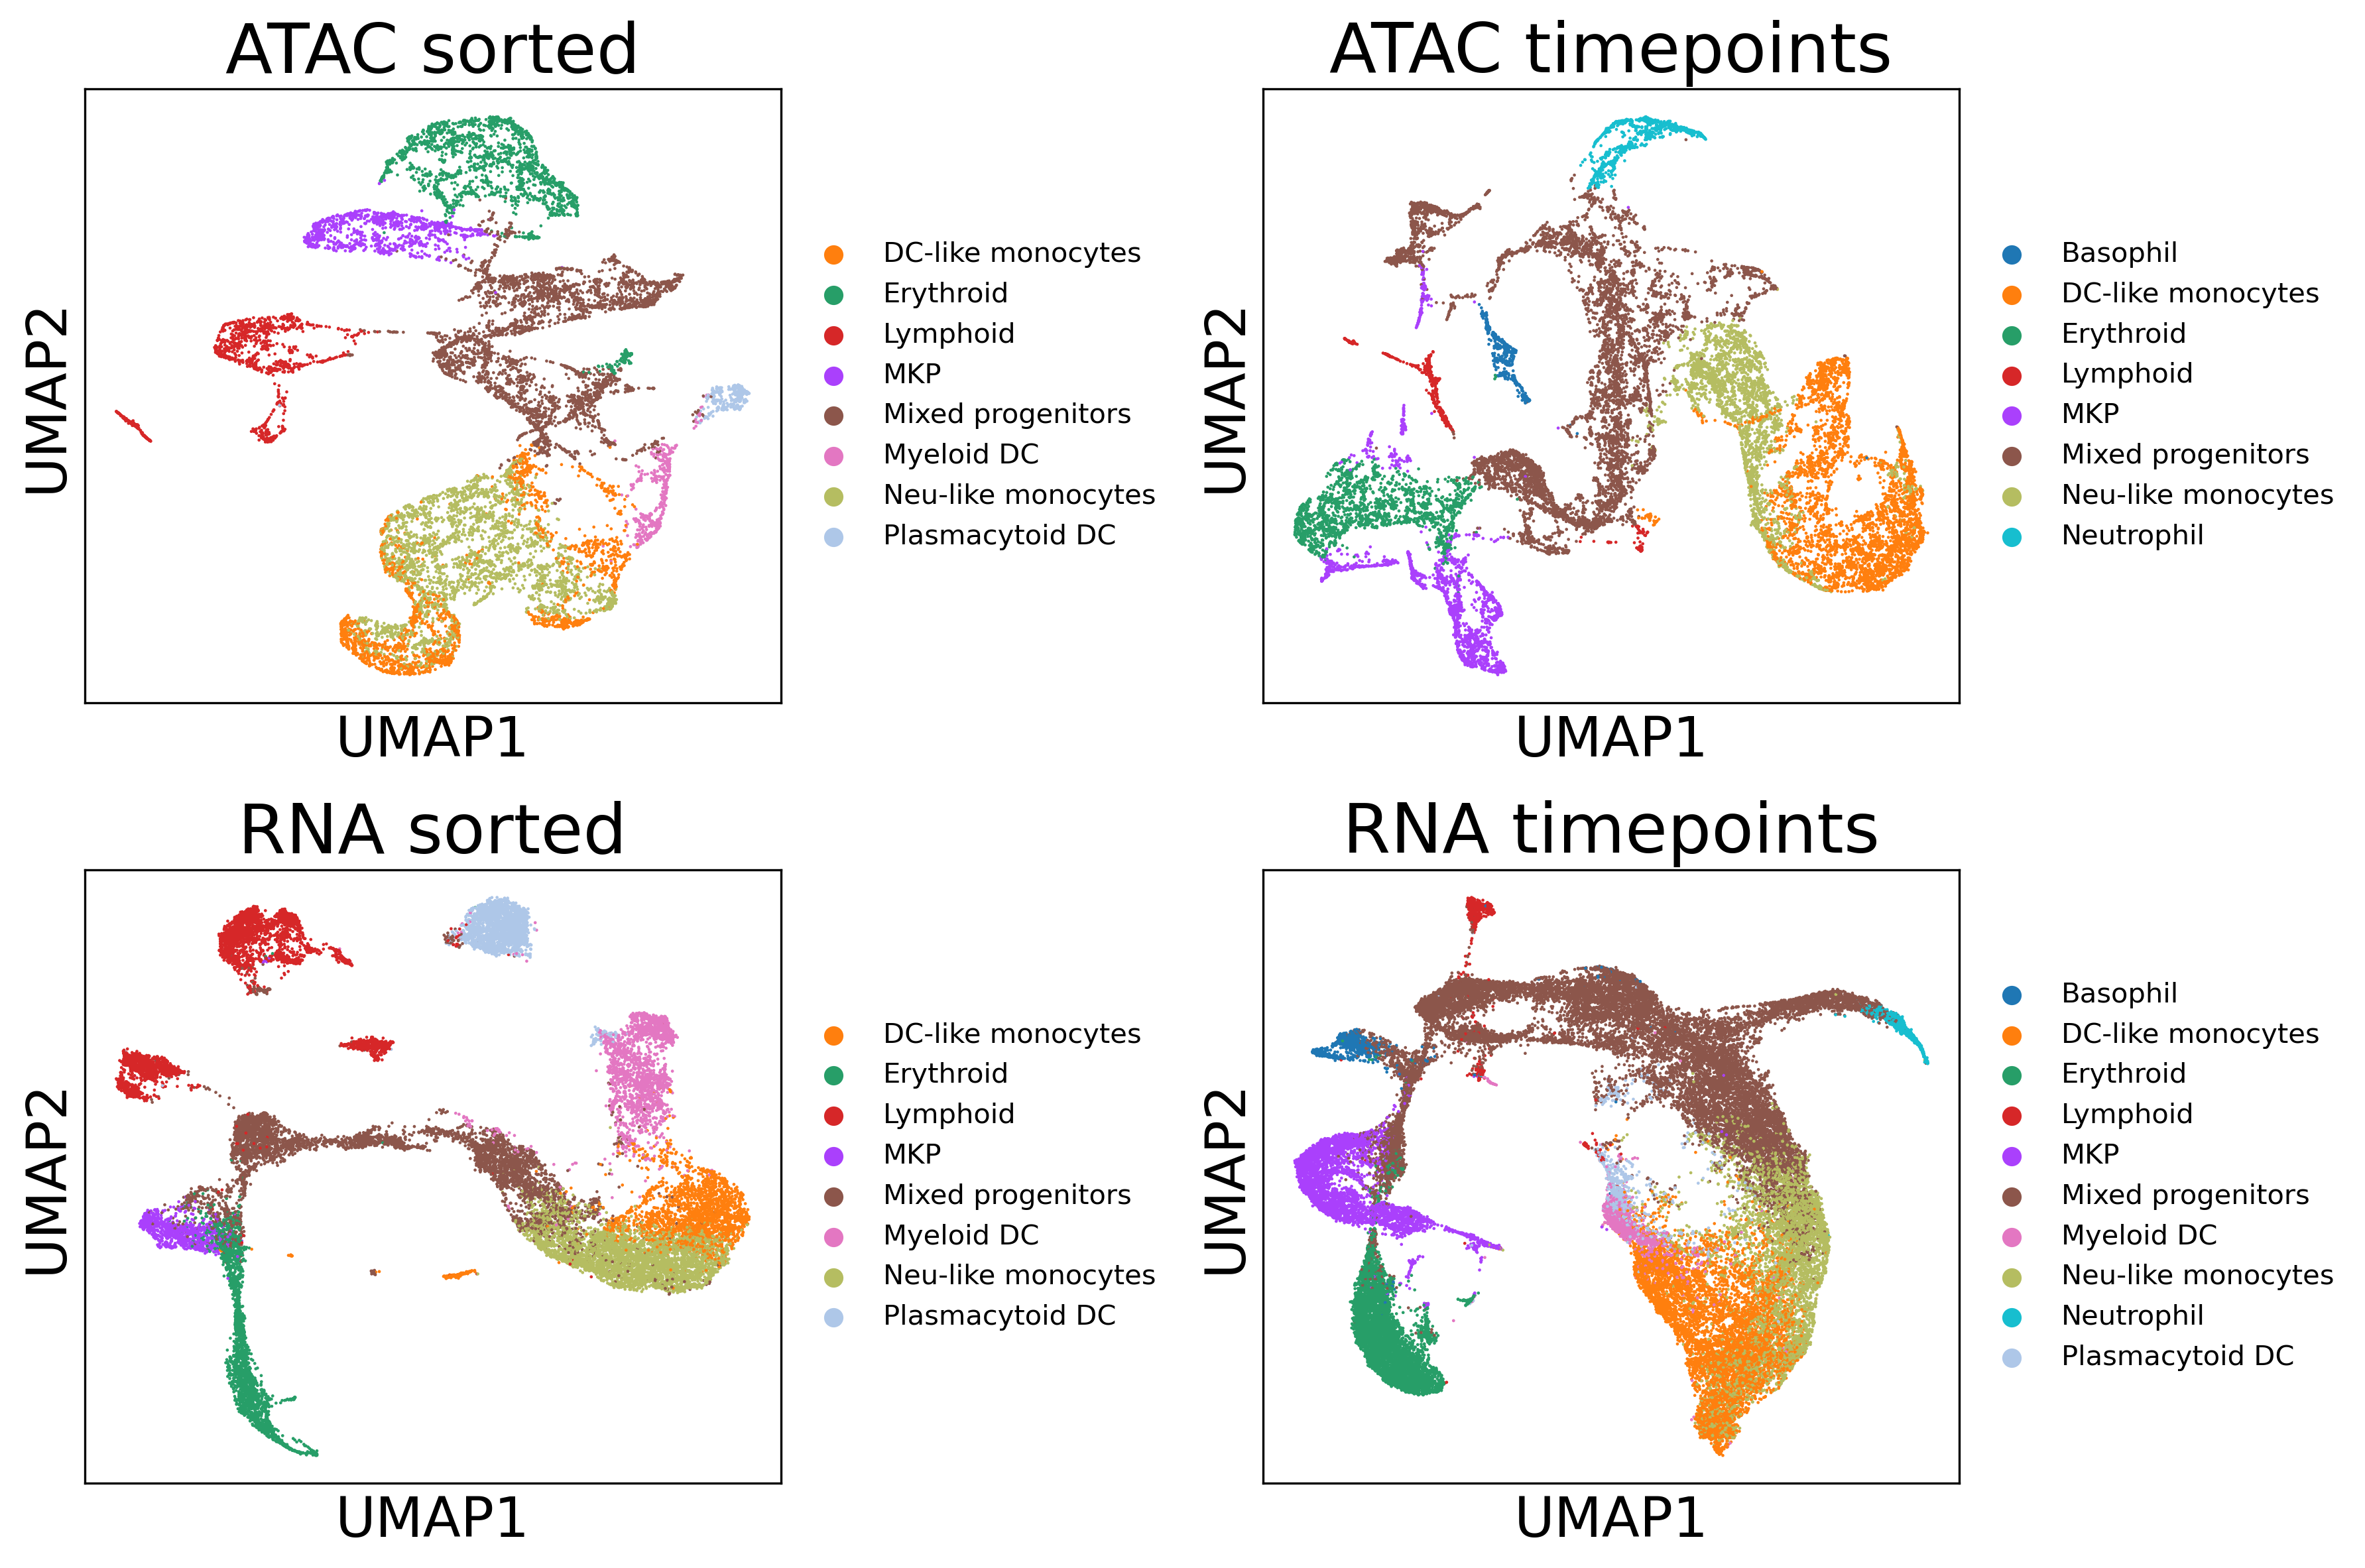 ATAC sorted
UMAP2
UMAP1
DC-like monocytes
Erythroid
Lymphoid
MKP
Mixed progenitors
Myeloid DC
Neu-like monocytes
Plasmacytoid DC
ATAC timepoints
UMAP2
UMAP1
Basophil
DC-like monocytes
Erythroid
Lymphoid
MKP
Mixed progenitors
Neu-like monocytes
Neutrophil
RNA sorted
UMAP2
UMAP1
DC-like monocytes
Erythroid
Lymphoid
MKP
Mixed progenitors
Myeloid DC
Neu-like monocytes
Plasmacytoid DC
RNA timepoints
UMAP2
UMAP1
Basophil
DC-like monocytes
Erythroid
Lymphoid
MKP
Mixed progenitors
Myeloid DC
Neu-like monocytes
Neutrophil
Plasmacytoid DC